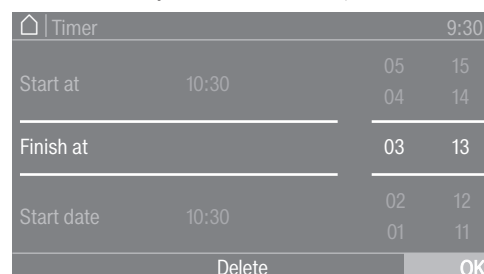 Timer 9:30
05 15
Start at 10:30
04 14
Finish at 03 13
02 12
Start date 10:30
01 11
Delete OK